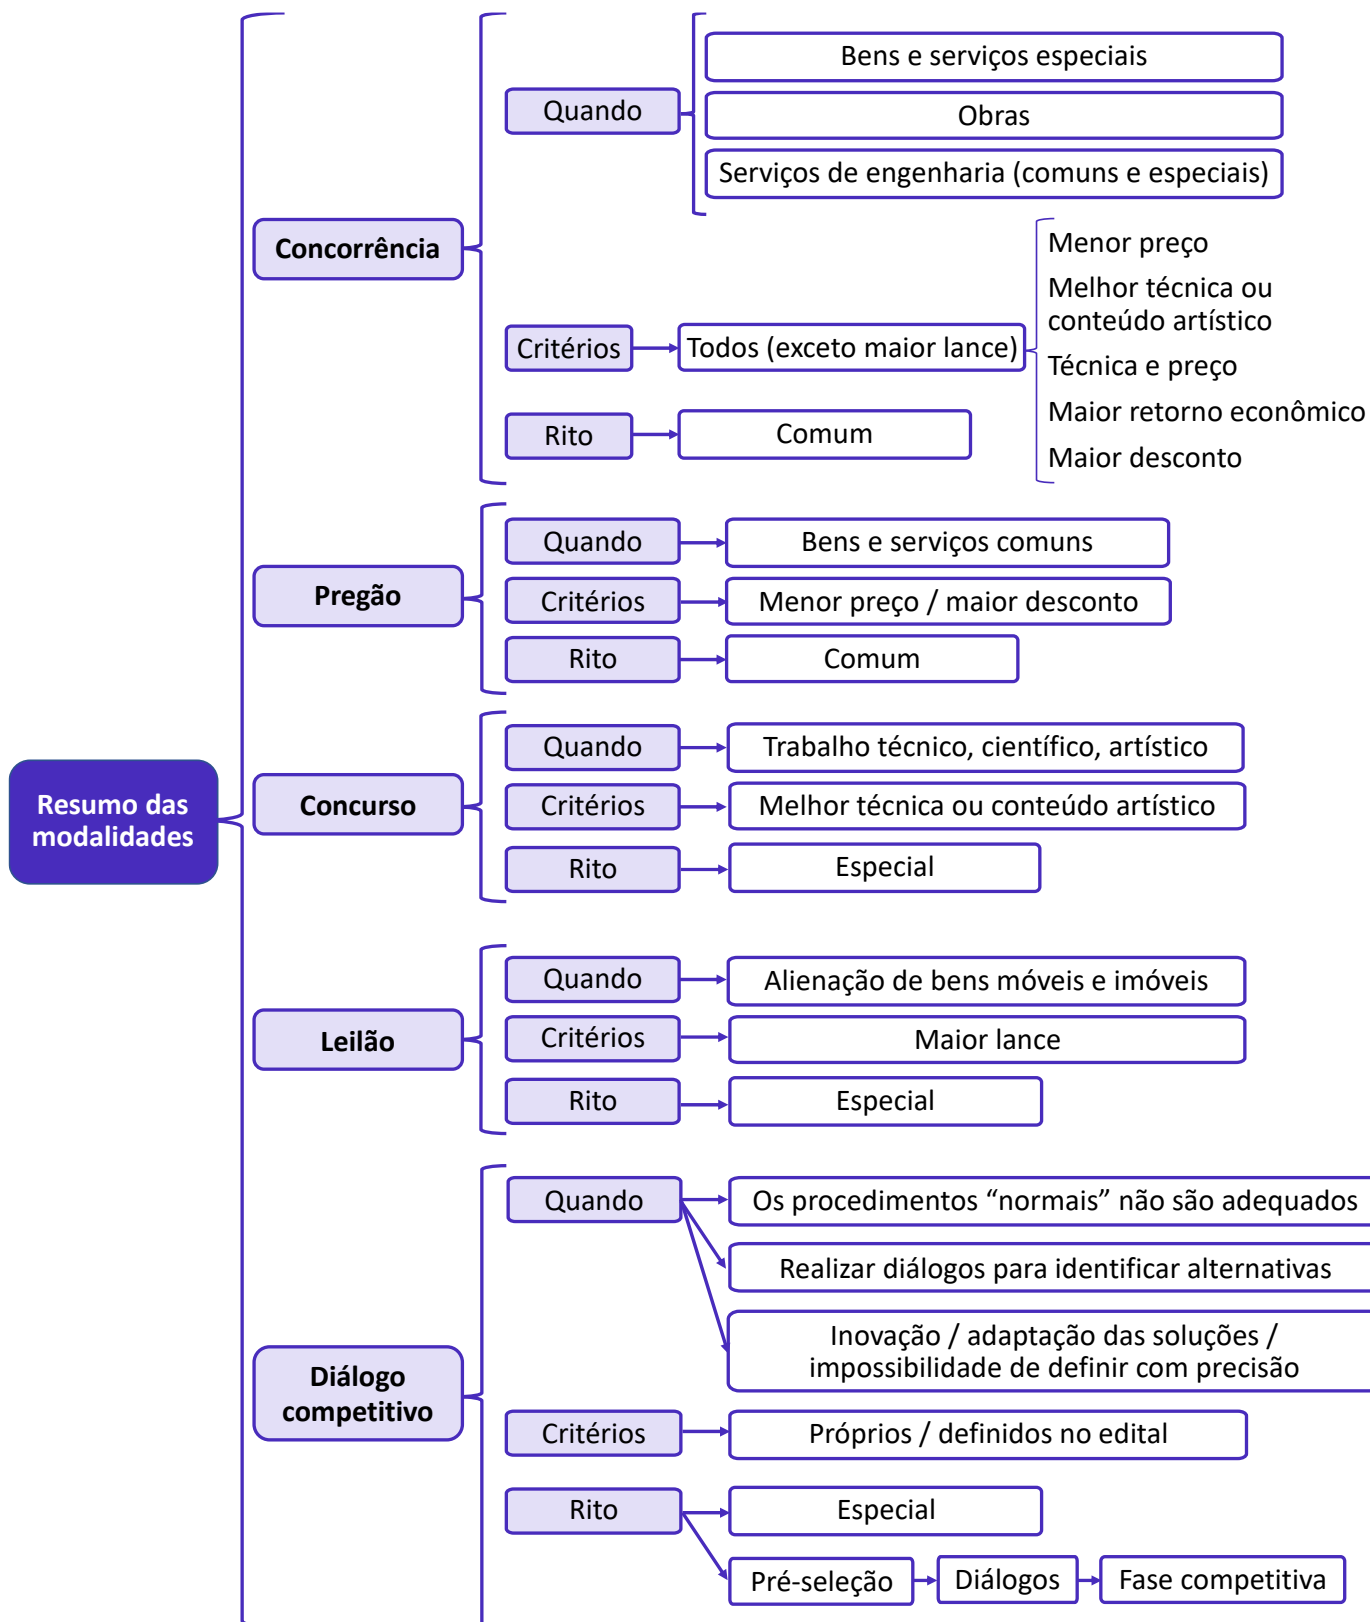 Resumo das
modalidades
Concorrência
Quando
Bens e serviços especiais
Obras
Serviços de engenharia (comuns e especiais)
Critérios
Todos (exceto maior lance)
Menor preço
Melhor técnica ou
conteúdo artístico
Técnica e preço
Maior retorno econômico
Maior desconto
Rito
Comum
Pregão
Quando
Bens e serviços comuns
Critérios
Menor preço / maior desconto
Rito
Comum
Concurso
Quando
Trabalho técnico, científico, artístico
Critérios
Melhor técnica ou conteúdo artístico
Rito
Especial
Leilão
Quando
Alienação de bens móveis e imóveis
Critérios
Maior lance
Rito
Especial
Diálogo
competitivo
Quando
Os procedimentos “normais” não são adequados
Realizar diálogos para identificar alternativas
Inovação / adaptação das soluções /
impossibilidade de definir com precisão
Critérios
Próprios / definidos no edital
Rito
Especial
Pré-seleção
Diálogos
Fase competitiva